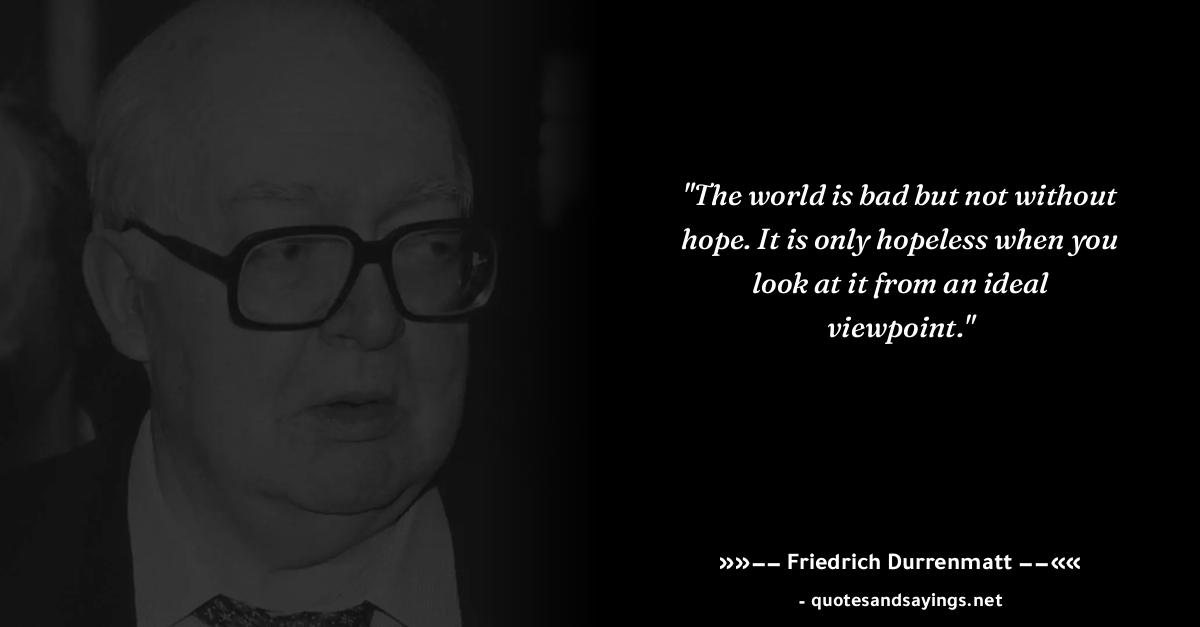 "The world is bad but not without
hope. It is only hopeless when you
look at it from an ideal
viewpoint."
»»−− Friedrich Durrenmatt −−««
- quotesandsayings.net